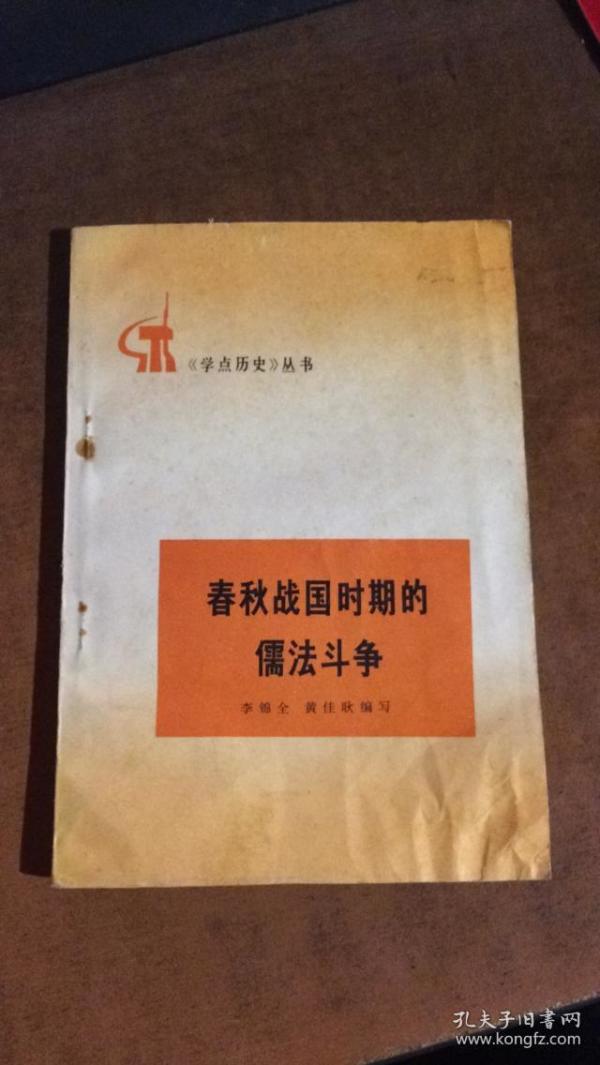 《学点历史》丛书
春秋战国时期的
儒法斗争
李锦全 黄佳耿编写
孔夫子旧书网
www.kongfz.com